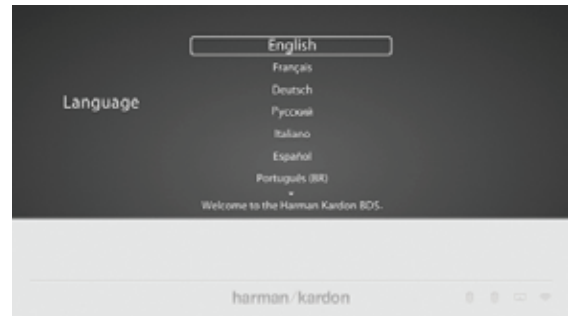 Language
English
Français
Deutsch
Русский
Italiano
Español
Português (BR)
Welcome to the Harman Kardon BDS.
harman/kardon